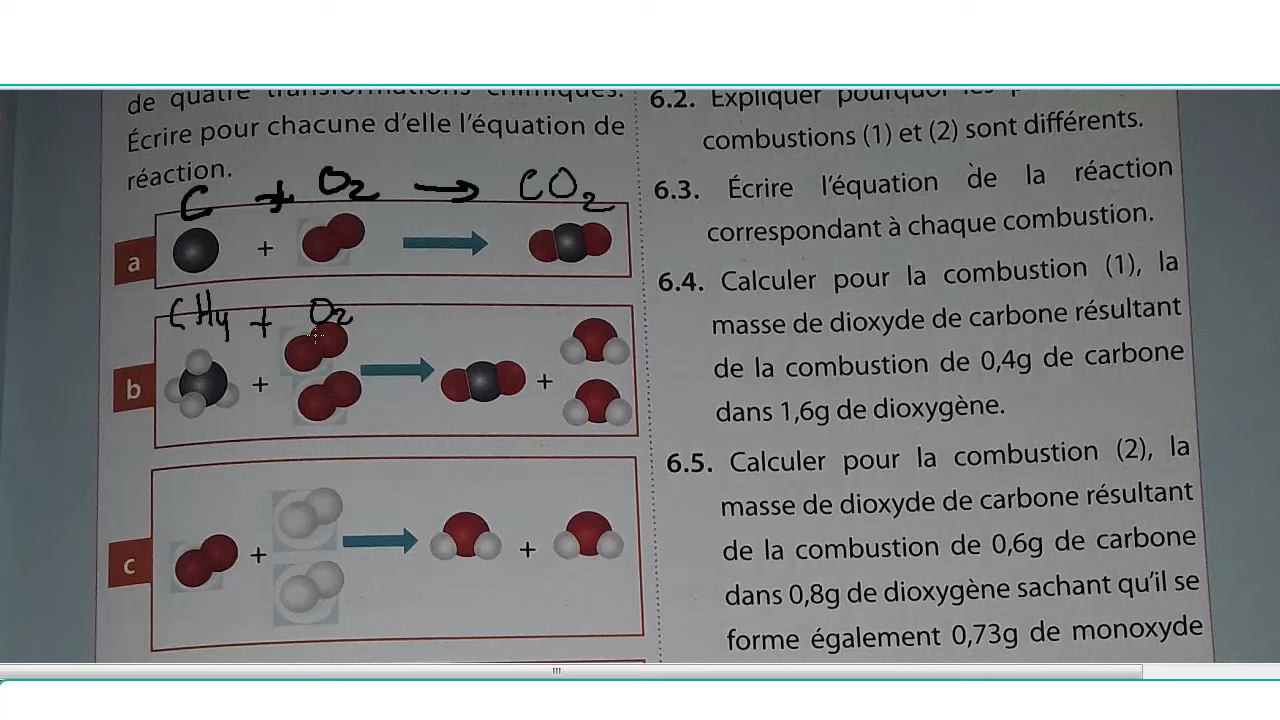 de quatre transformations chimiques.
Écrire pour chacune d'elle l'équation de
réaction.
C + O2 → CO2
a
+
CH4 + O2
b
+
+
c
+
+
6.2. Expliquer pourquoi les
combustions (1) et (2) sont différents.
6.3. Écrire l'équation de la réaction
correspondant à chaque combustion.
6.4. Calculer pour la combustion (1), la
masse de dioxyde de carbone résultant
de la combustion de 0,4g de carbone
dans 1,6g de dioxygène.
6.5. Calculer pour la combustion (2), la
masse de dioxyde de carbone résultant
de la combustion de 0,6g de carbone
dans 0,8g de dioxygène sachant qu'il se
forme également 0,73g de monoxyde